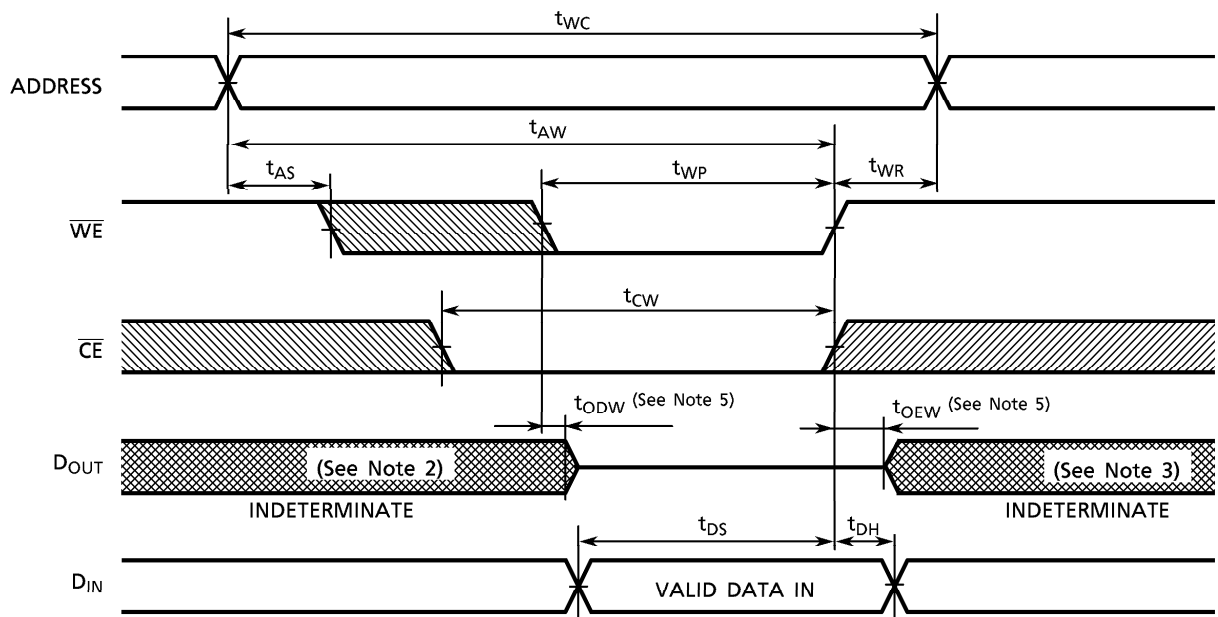 tWC
ADDRESS
tAW
tAS
tWP
tWR
WE
tCW
CE
tODW (See Note 5)
tOEW (See Note 5)
DOUT
(See Note 2)
(See Note 3)
INDETERMINATE
INDETERMINATE
tDS
tDH
DIN
VALID DATA IN